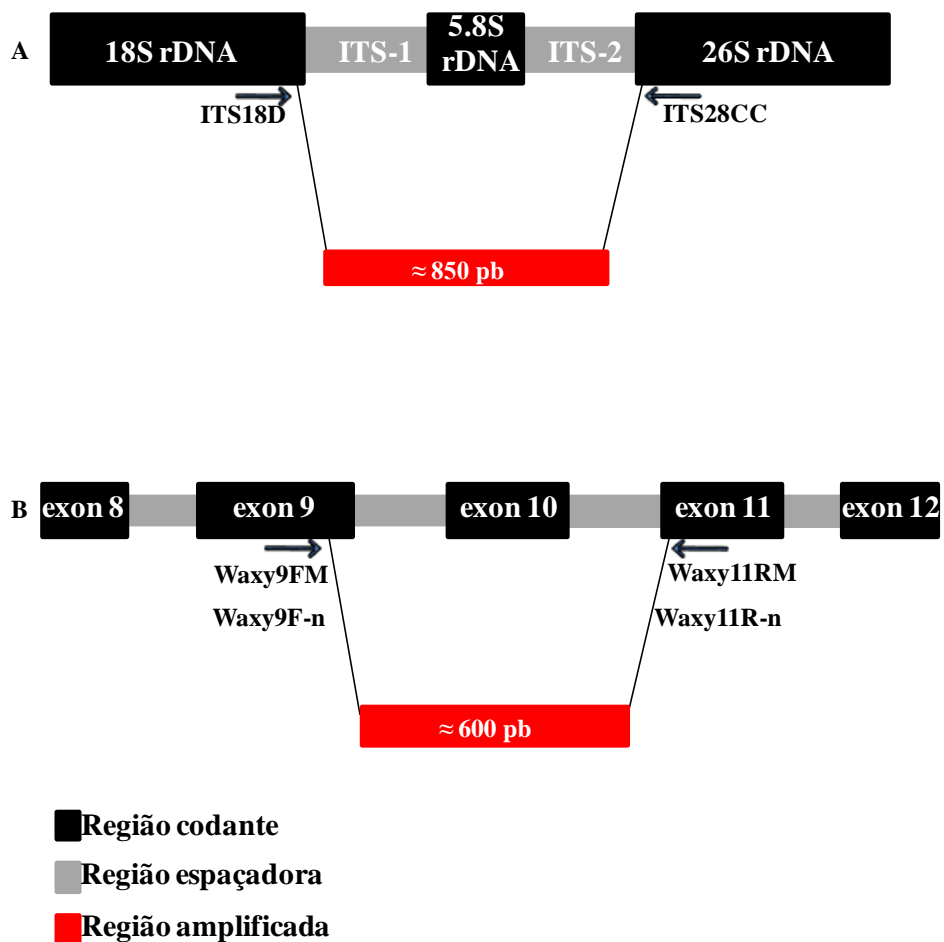 A
18S rDNA
ITS-1
5.8S
rDNA
ITS-2
26S rDNA
ITS18D
ITS28CC
≈ 850 pb
B
exon 8
exon 9
exon 10
exon 11
exon 12
Waxy9FM
Waxy11RM
Waxy9F-n
Waxy11R-n
≈ 600 pb
Região codante
Região espaçadora
Região amplificada